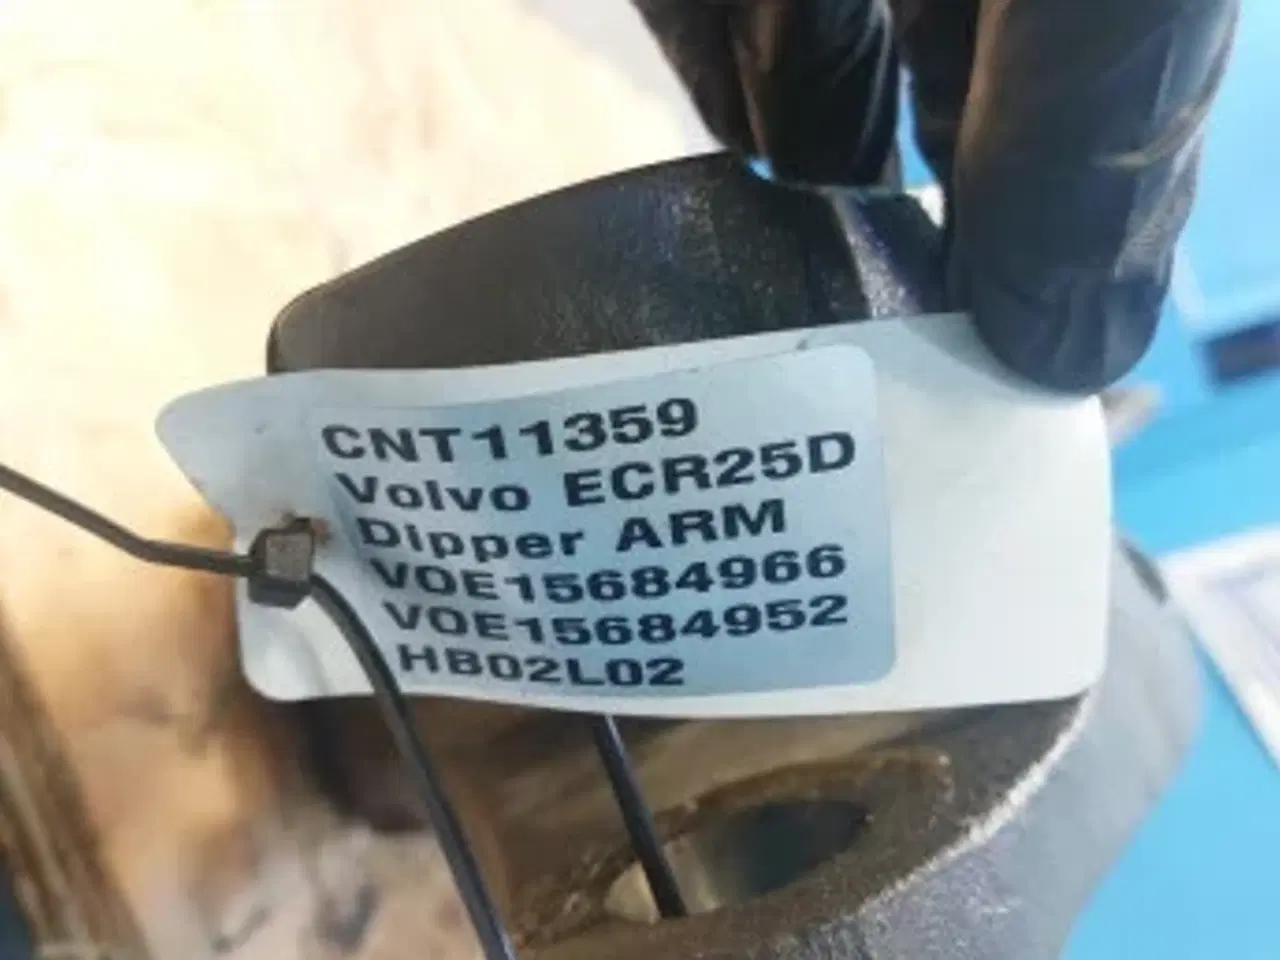 CNT11359
Volvo ECR25D
Dipper ARM
VOE15684966
VOE15684952
HB02L02